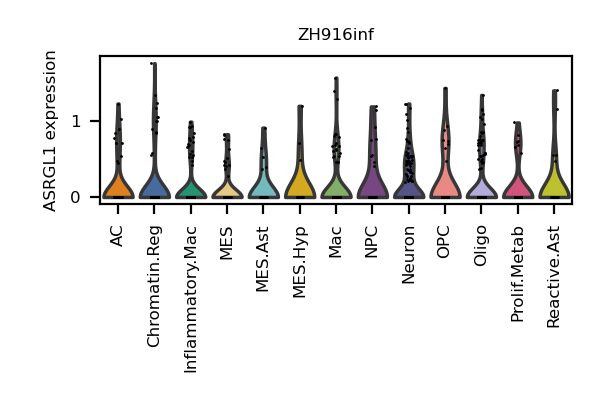 ZH916inf
ASRGL1 expression
1
0
AC
Chromatin.Reg
Inflammatory.Mac
MES
MES.Ast
MES.Hyp
Mac
NPC
Neuron
OPC
Oligo
Prolif.Metab
Reactive.Ast